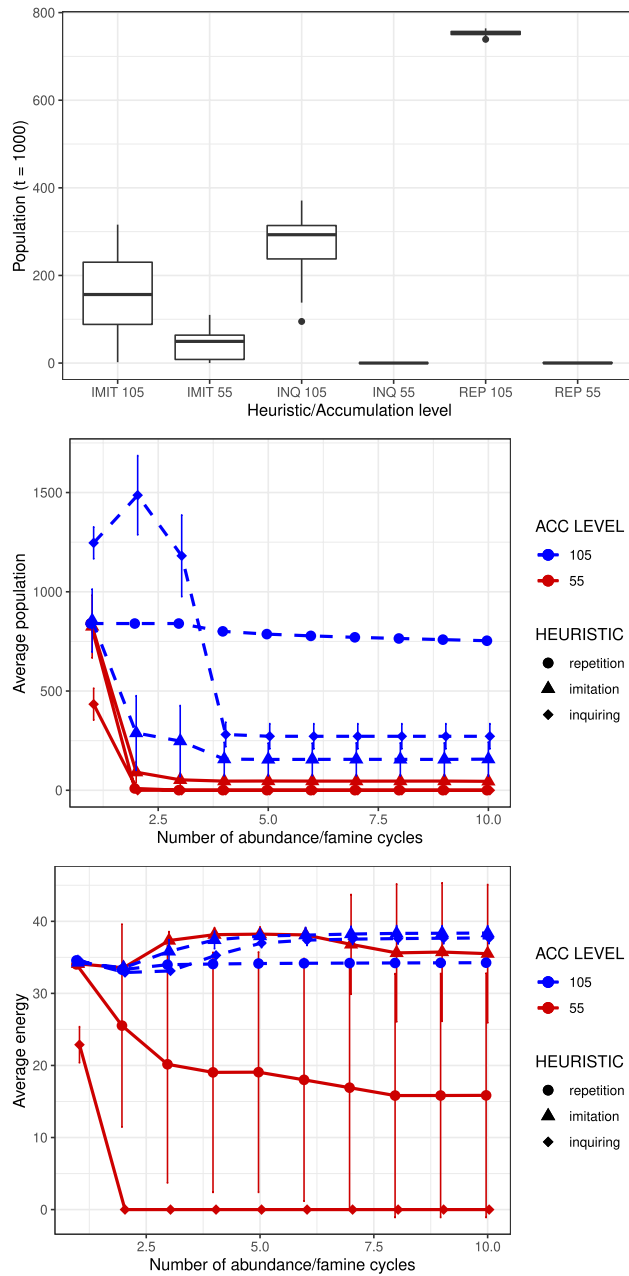 800
600
400
200
0
Population (t = 1000)
IMIT 105 IMIT 55 INQ 105 INQ 55 REP 105 REP 55
Heuristic/Accumulation level
1500
1000
500
0
Average population
2.5 5.0 7.5 10.0
Number of abundance/famine cycles
ACC LEVEL
105
55
HEURISTIC
repetition
imitation
inquiring
40
30
20
10
0
Average energy
2.5 5.0 7.5 10.0
Number of abundance/famine cycles
ACC LEVEL
105
55
HEURISTIC
repetition
imitation
inquiring